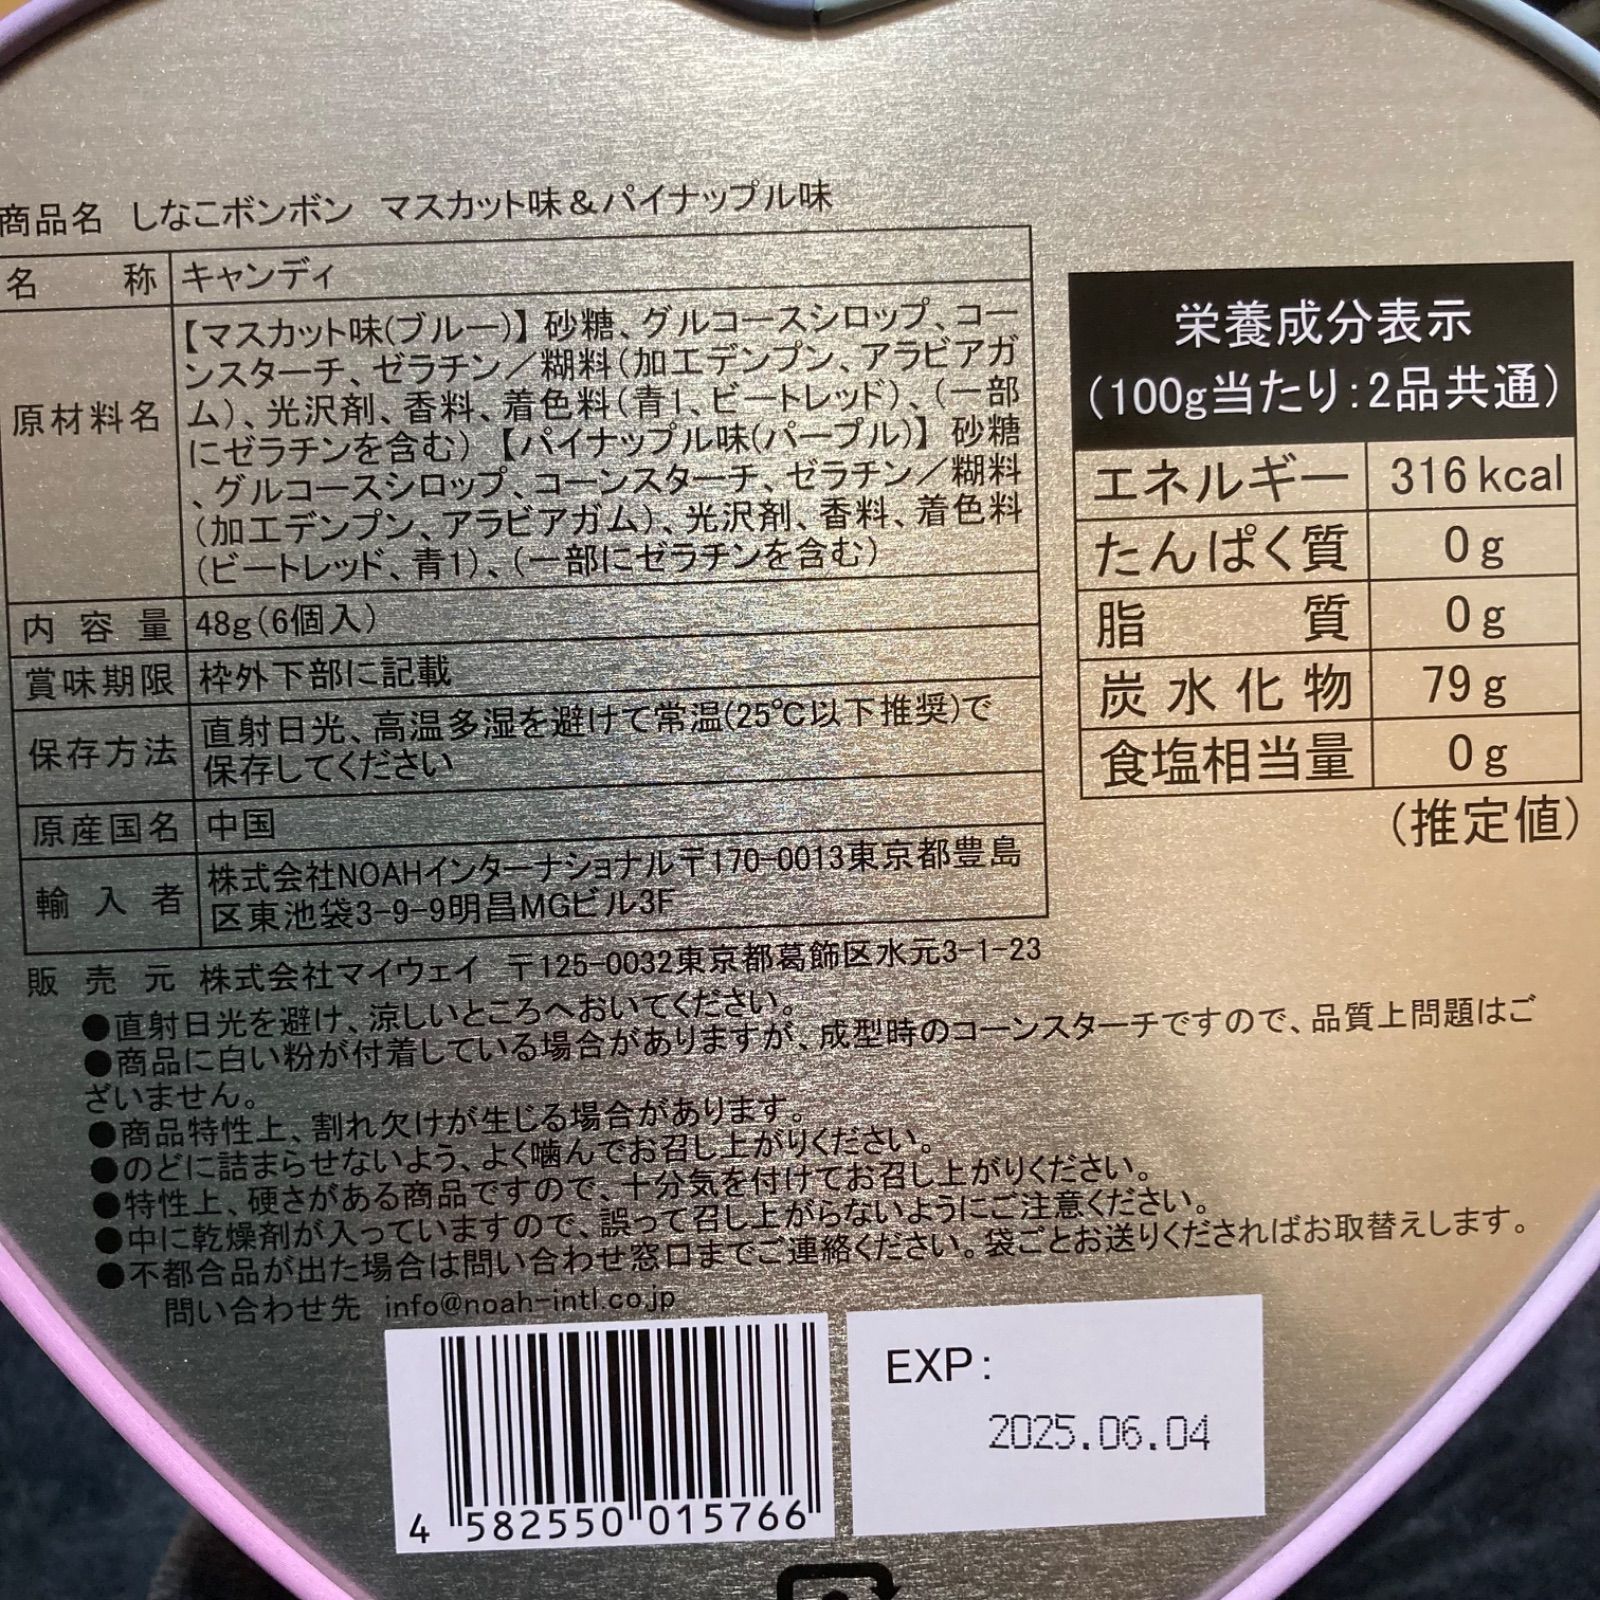 商品名 しなこボンボン マスカット味&パイナップル味
名称 キャンディ
原材料名 【マスカット味(ブルー)】 砂糖、グルコースシロップ、コー
ンスターチ、ゼラチン/糊料(加工デンプン、アラビアガ
ム)、光沢剤、香料、着色料(青1、ビートレッド)、(一部
にゼラチンを含む)【パイナップル味(パープル)】 砂糖
、グルコースシロップ、コーンスターチ、ゼラチン/糊料
(加工デンプン、アラビアガム)、光沢剤、香料、着色料
(ビートレッド、青1)、(一部にゼラチンを含む)
内容量 48g(6個入)
賞味期限 枠外下部に記載
保存方法 直射日光、高温多湿を避けて常温(25℃以下推奨)で
保存してください
原産国名 中国
輸入者 株式会社NOAHインターナショナル〒170-0013東京都豊島
区東池袋3-9-9明昌MGビル3F
販売元 株式会社マイウェイ 〒125-0032東京都葛飾区水元3-1-23
栄養成分表示
(100g当たり:2品共通)
エネルギー 316kcal
たんぱく質 0g
脂質 0g
炭水化物 79g
食塩相当量 0g
(推定値)
●直射日光を避け、涼しいところへおいてください。
●商品に白い粉が付着している場合がありますが、成型時のコーンスターチですので、品質上問題はご
ざいません。
●商品特性上、割れ欠けが生じる場合があります。
●のどに詰まらせないよう、よく噛んでお召し上がりください。
●特性上、硬さがある商品ですので、十分気を付けてお召し上がりください。
●中に乾燥剤が入っていますので、誤って召し上がらないようにご注意ください。
●不都合品が出た場合は問い合わせ窓口までご連絡ください。袋ごとお送りくださればお取替えします。
問い合わせ先 info@noah-intl.co.jp
4 582550 015766
EXP:
2025.06.04